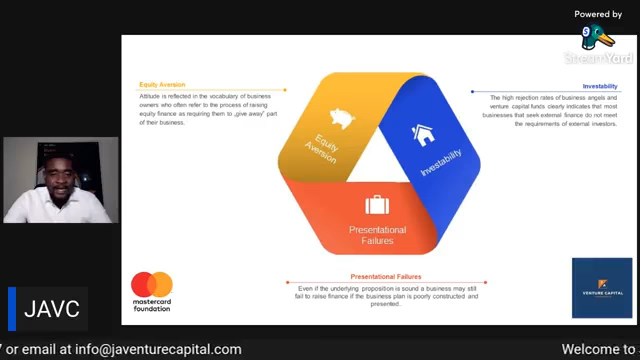 Powered by
StreamYard
Equity Aversion
Attitude is reflected in the vocabulary of business
owners who often refer to the process of raising
equity finance as requiring them to „give away” part
of their business.
Investability
The high rejection rates of business angels and
venture capital funds clearly indicates that most
businesses that seek external finance do not meet
the requirements of external investors.
Equity
Aversion
Investability
Presentational
Failures
Presentational Failures
Even if the underlying proposition is sound a business may still
fail to raise finance if the business plan is poorly constructed and
presented..
mastercard
foundation
VENTURE CAPITAL
JAVC
7 or email at info@javenturecapital.com
Welcome to